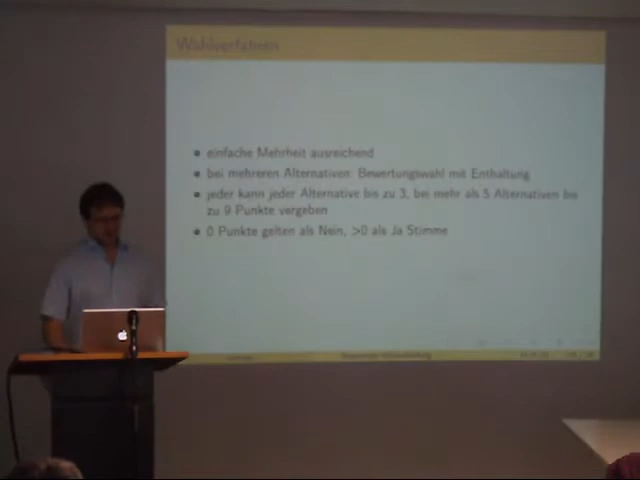 Wahlverfahren
einfache Mehrheit ausreichend
bei mehreren Alternativen: Bewertungswahl mit Enthaltung
jeder kann jeder Alternative bis zu 3, bei mehr als 5 Alternativen bis
zu 9 Punkte vergeben
0 Punkte gelten als Nein, >0 als Ja Stimme